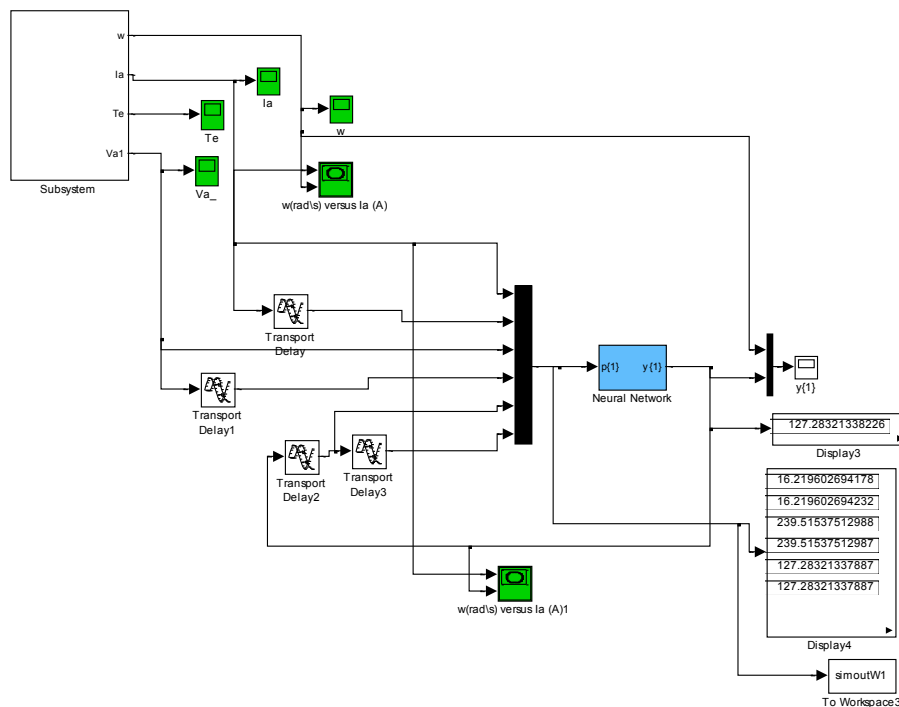 w
Ia
Te
Va1
Subsystem
Ia
Te
w
Va_
w(rad\s) versus Ia (A)
Transport
Delay
Transport
Delay1
Transport
Delay2
Transport
Delay3
p{1}
y{1}
Neural Network
y{1}
127.28321338226
Display3
16.219602694178
16.219602694232
239.51537512988
239.51537512987
127.28321337887
127.28321337887
Display4
w(rad\s) versus Ia (A)1
simoutW1
To Workspace3